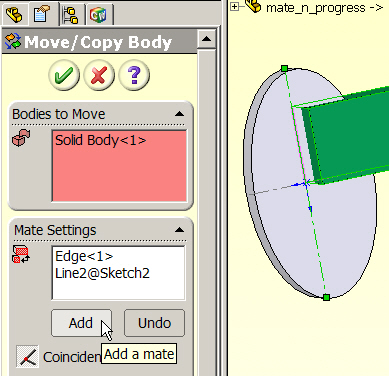 mate_n_progress ->
Move/Copy Body
?
Bodies to Move
Solid Body<1>
Mate Settings
Edge<1>
Line2@Sketch2
Add Undo
Add a mate